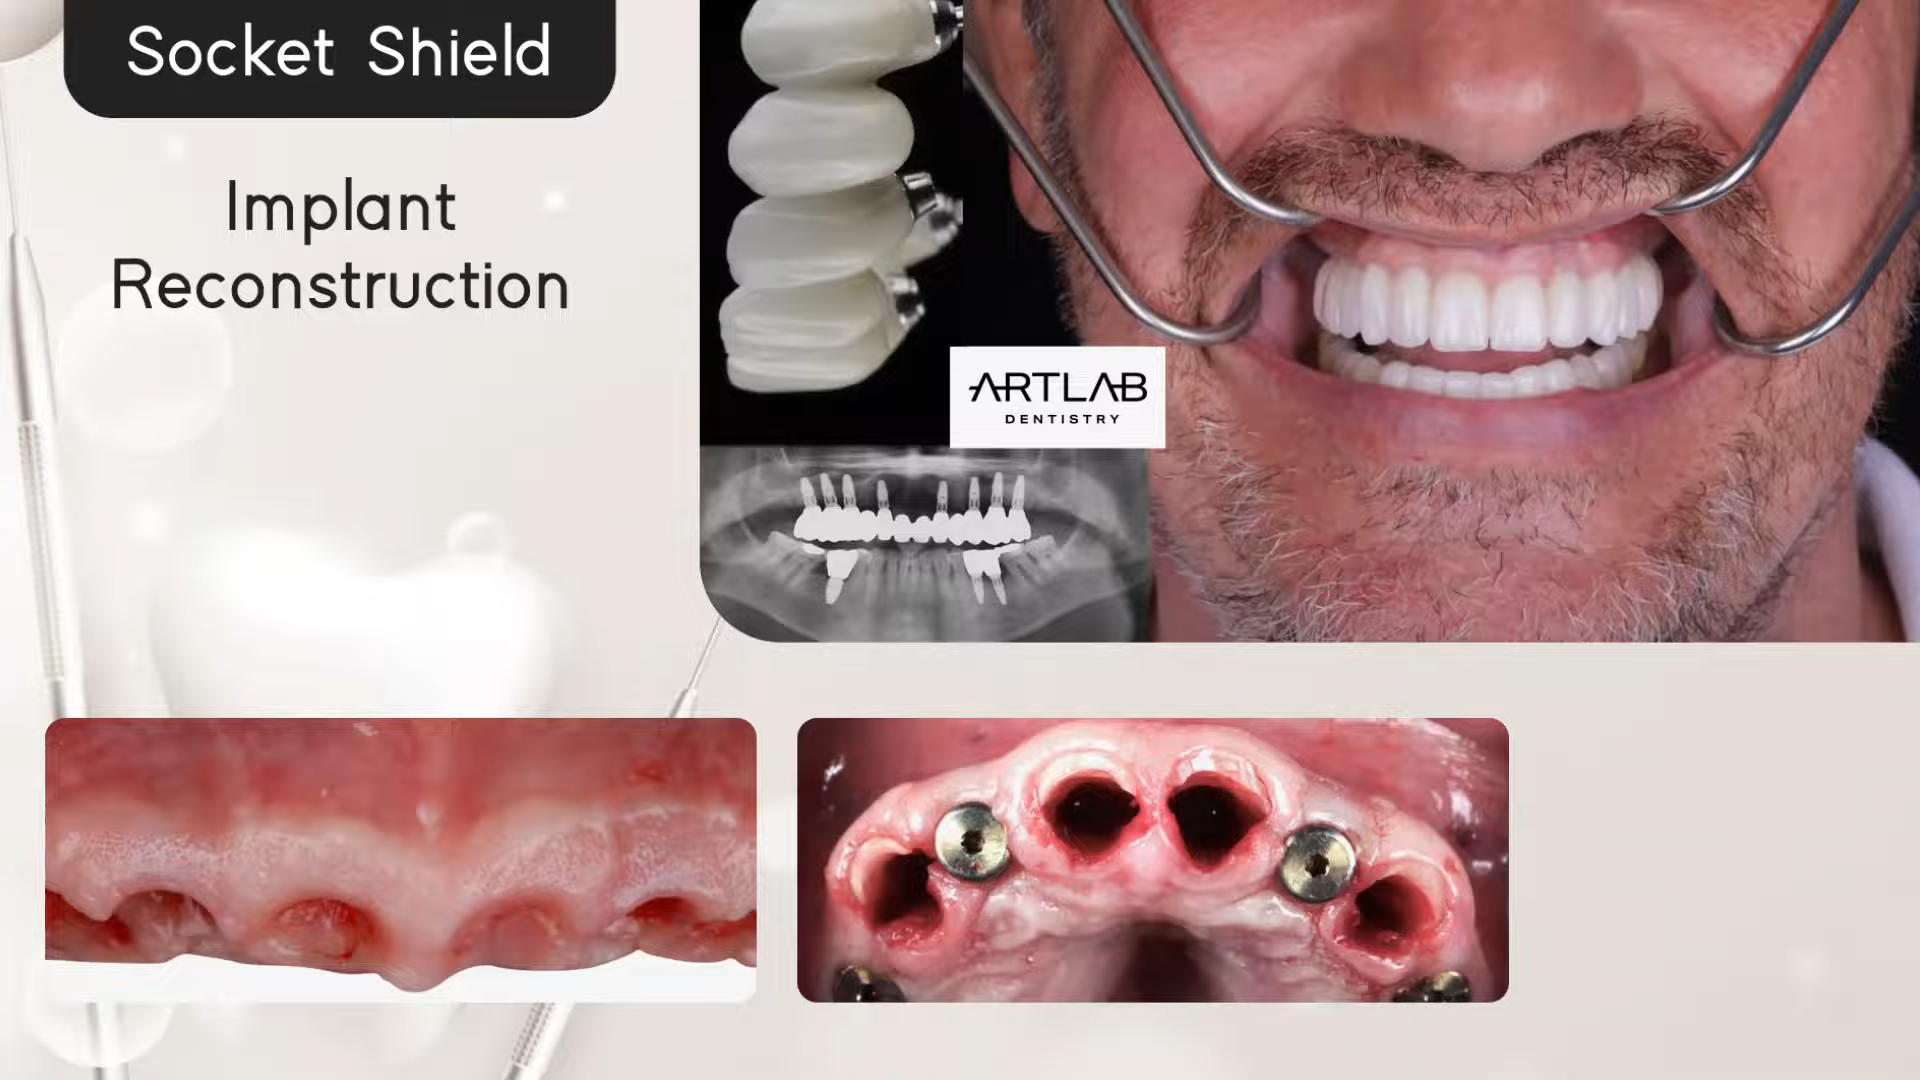 Socket Shield
Implant
Reconstruction
ARTLAB
DENTISTRY